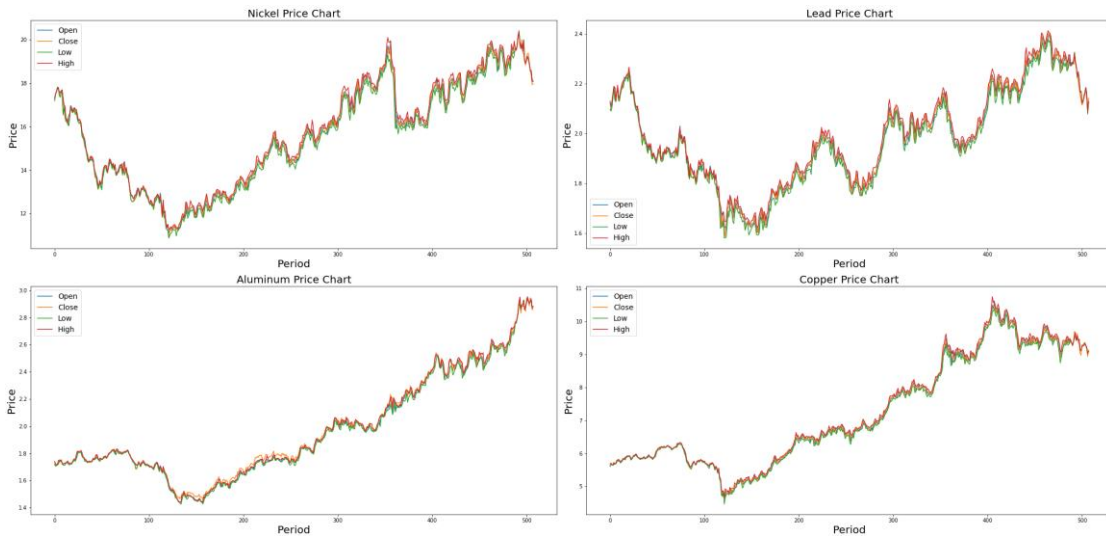 Nickel Price Chart
Open
Close
Low
High
20
18
16
14
12
Price
0 100 200 300 400 500
Period
Lead Price Chart
2.4
2.2
2.0
1.8
1.6
Price
Open
Close
Low
High
0 100 200 300 400 500
Period
Aluminum Price Chart
Open
Close
Low
High
3.0
2.8
2.6
2.4
2.2
2.0
1.8
1.6
1.4
Price
0 100 200 300 400 500
Period
Copper Price Chart
Open
Close
Low
High
11
10
9
8
7
6
5
Price
0 100 200 300 400 500
Period